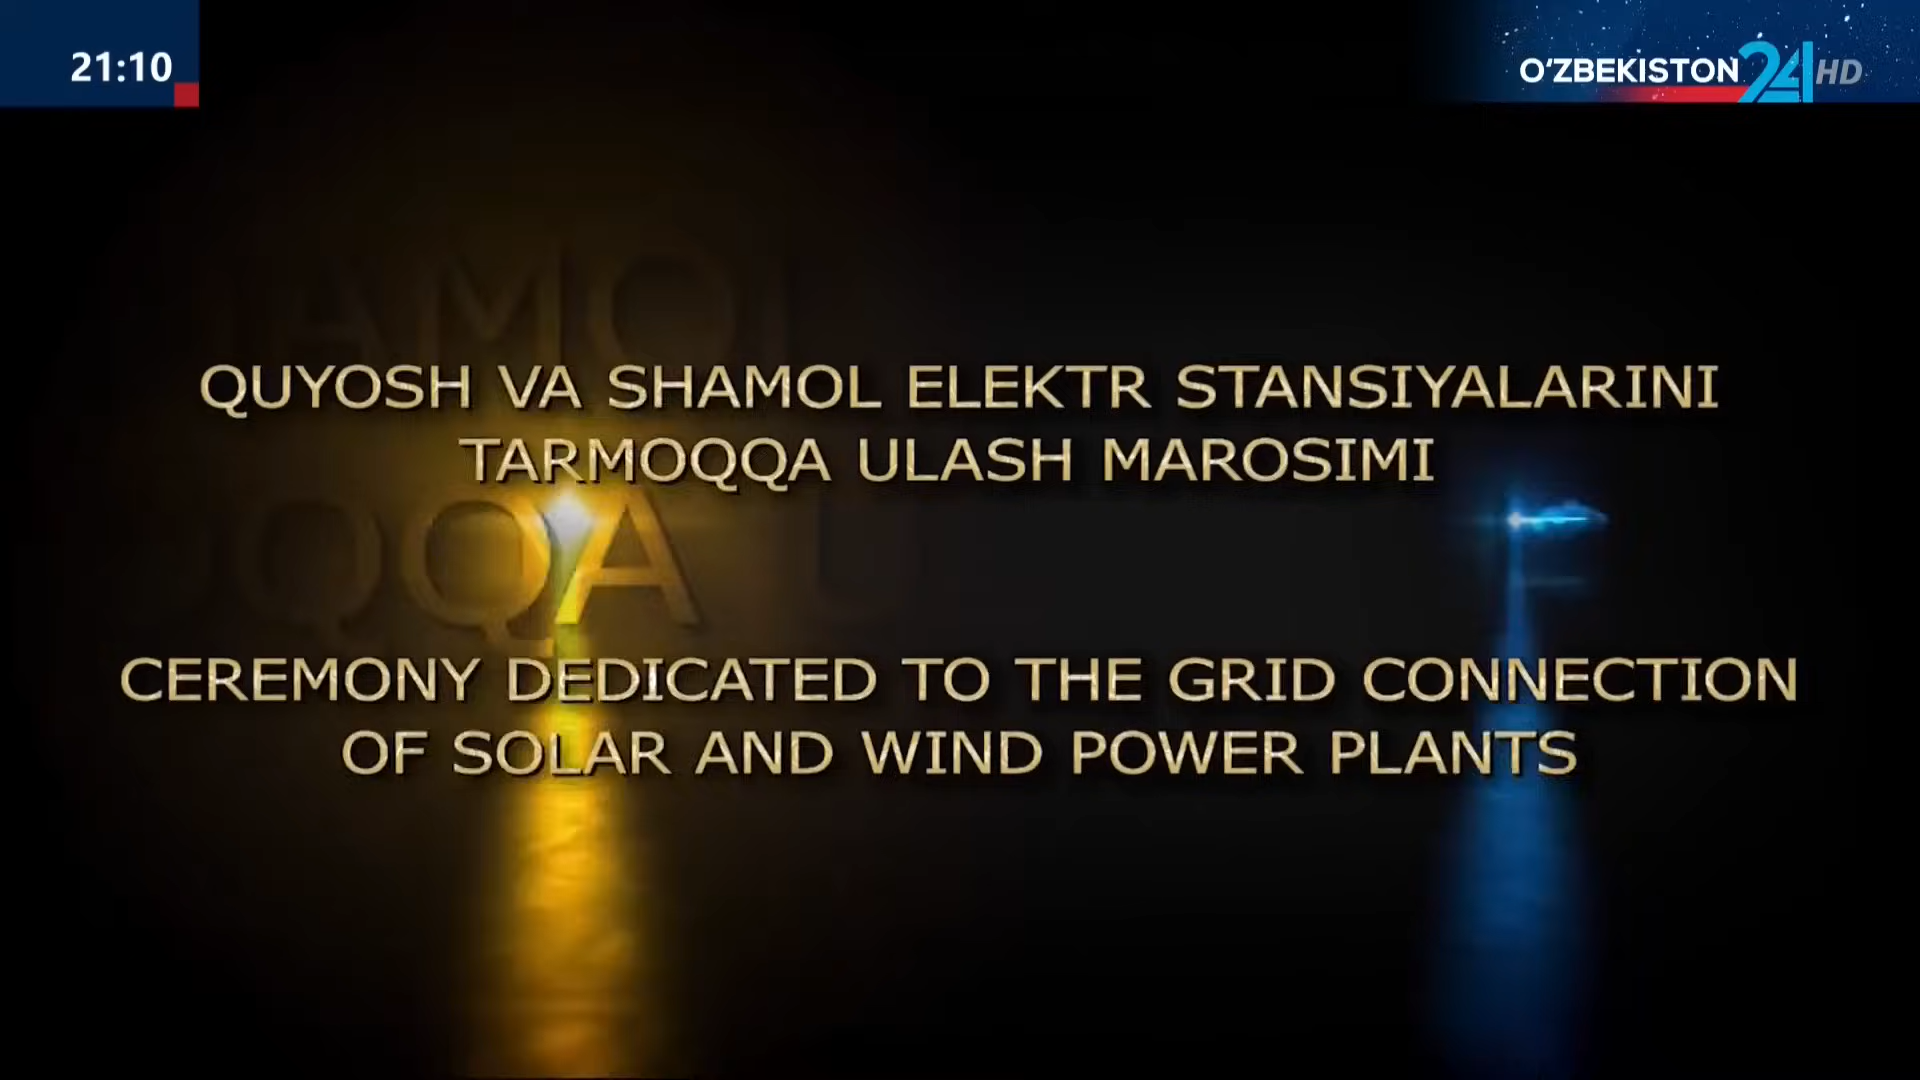 21:10
O‘ZBEKISTON 24 HD
QUYOSH VA SHAMOL ELEKTR STANSIYALARINI
TARMOQQA ULASH MAROSIMI
CEREMONY DEDICATED TO THE GRID CONNECTION
OF SOLAR AND WIND POWER PLANTS